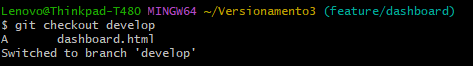 Lenovo@Thinkpad-T480 MINGW64 ~/Versionamento3 (feature/dashboard)
$ git checkout develop
A       dashboard.html
Switched to branch 'develop'